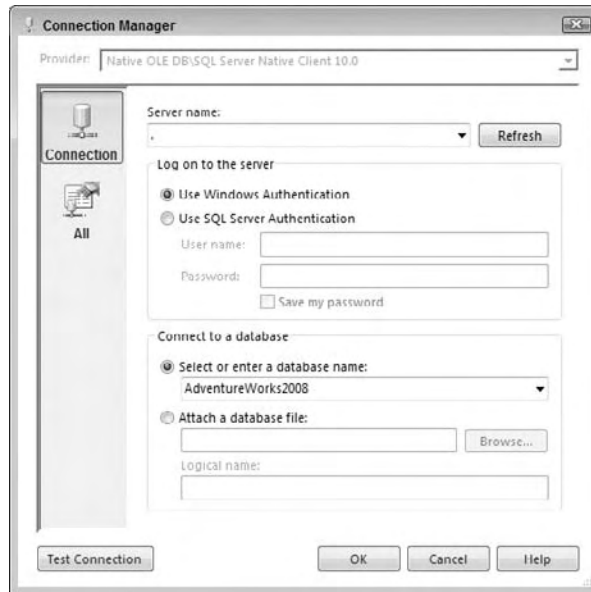 Connection Manager
Provider: Native OLE DB\SQL Server Native Client 10.0
Connection
All
Server name:
.
Refresh
Log on to the server
Use Windows Authentication
Use SQL Server Authentication
User name:
Password:
Save my password
Connect to a database
Select or enter a database name:
AdventureWorks2008
Attach a database file:
Browse...
Logical name:
Test Connection
OK
Cancel
Help